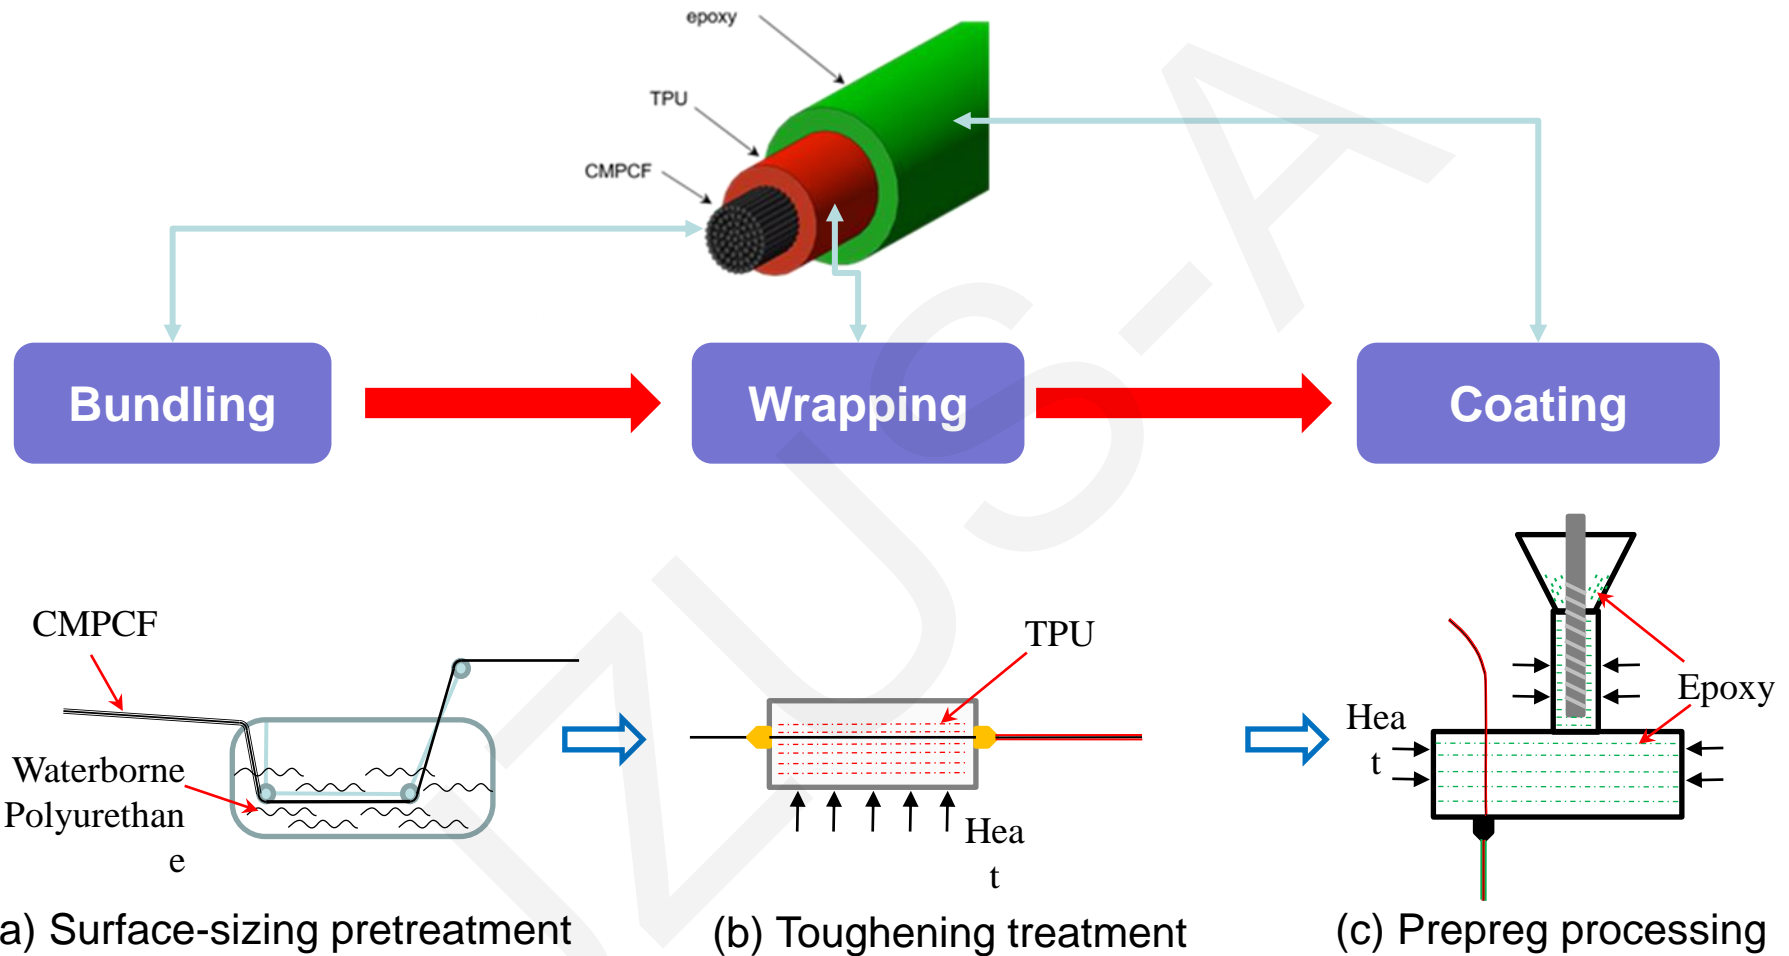 epoxy
TPU
CMPCF
Bundling
Wrapping
Coating
CMPCF
Waterborne
Polyurethan
e
TPU
Hea
t
Epoxy
Hea
t
a) Surface-sizing pretreatment
(b) Toughening treatment
(c) Prepreg processing
JZUS-A